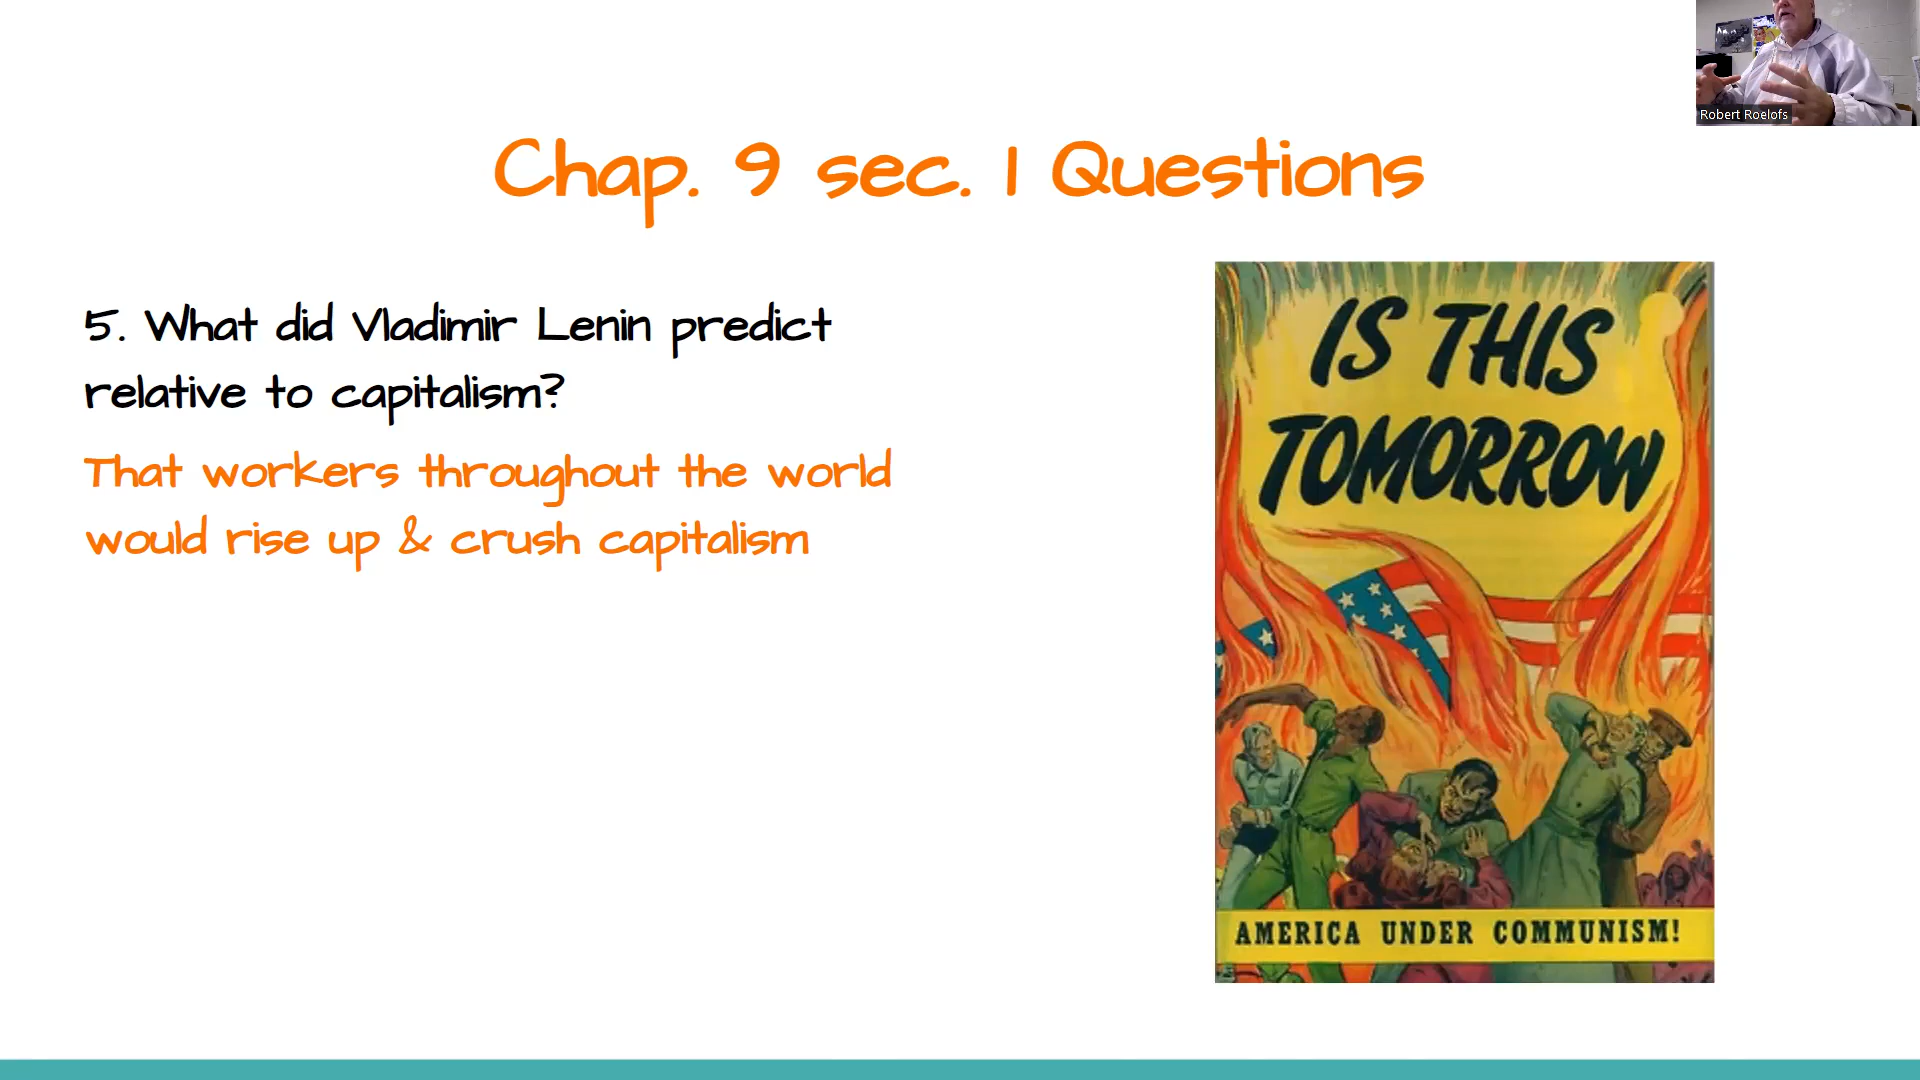 Robert Roelofs
Chap. 9 sec. 1 Questions
5. What did Vladimir Lenin predict
relative to capitalism?
That workers throughout the world
would rise up & crush capitalism
IS THIS
TOMORROW
AMERICA UNDER COMMUNISM!